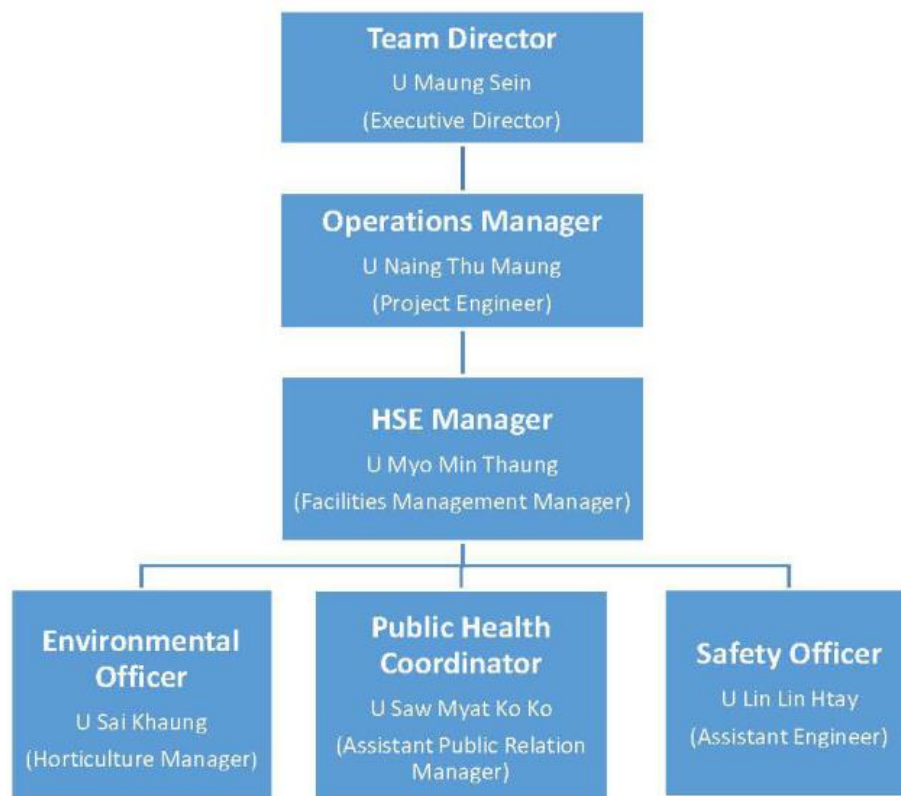 Team Director
U Maung Sein
(Executive Director)
Operations Manager
U Naing Thu Maung
(Project Engineer)
HSE Manager
U Myo Min Thaung
(Facilities Management Manager)
Environmental
Officer
U Sai Khaung
(Horticulture Manager)
Public Health
Coordinator
U Saw Myat Ko Ko
(Assistant Public Relation
Manager)
Safety Officer
U Lin Lin Htay
(Assistant Engineer)